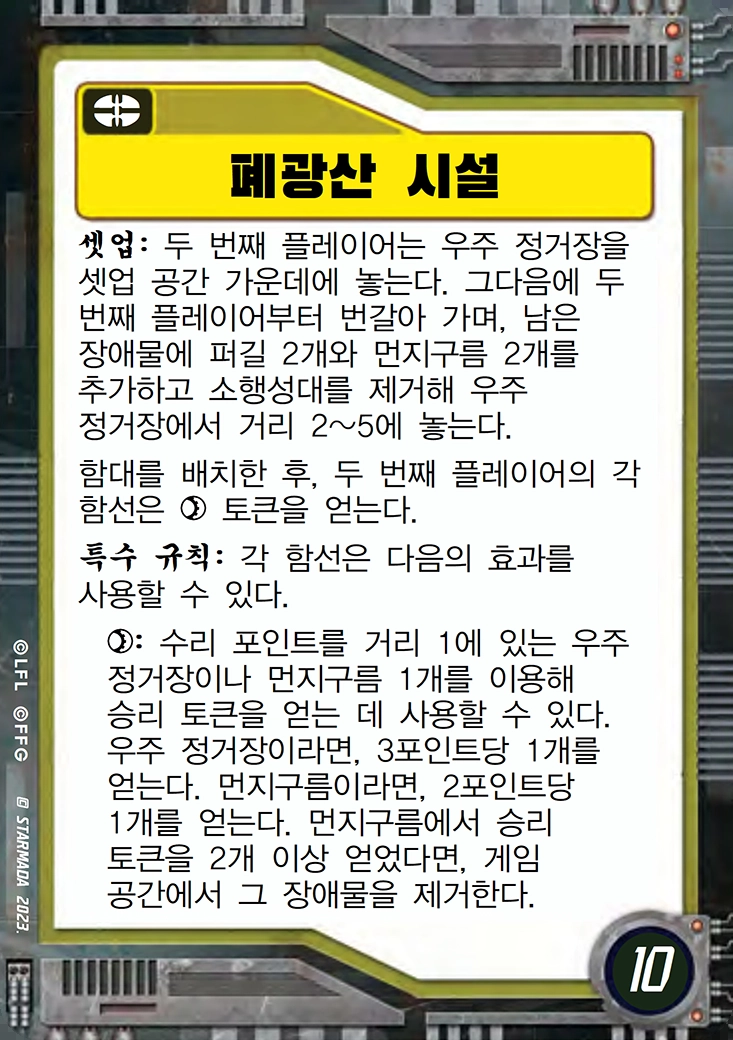 폐광산 시설
셋업: 두 번째 플레이어는 우주 정거장을
셋업 공간 가운데에 놓는다. 그다음에 두
번째 플레이어부터 번갈아 가며, 남은
장애물에 퍼길 2개와 먼지구름 2개를
추가하고 소행성대를 제거해 우주
정거장에서 거리 2～5에 놓는다.
함대를 배치한 후, 두 번째 플레이어의 각
함선은 토큰을 얻는다.
특수 규칙: 각 함선은 다음의 효과를
사용할 수 있다.
: 수리 포인트를 거리 1에 있는 우주
정거장이나 먼지구름 1개를 이용해
승리 토큰을 얻는 데 사용할 수 있다.
우주 정거장이라면, 3포인트당 1개를
얻는다. 먼지구름이라면, 2포인트당
1개를 얻는다. 먼지구름에서 승리
토큰을 2개 이상 얻었다면, 게임
공간에서 그 장애물을 제거한다.
10
©LFL ©FFG © STARMADA 2023.